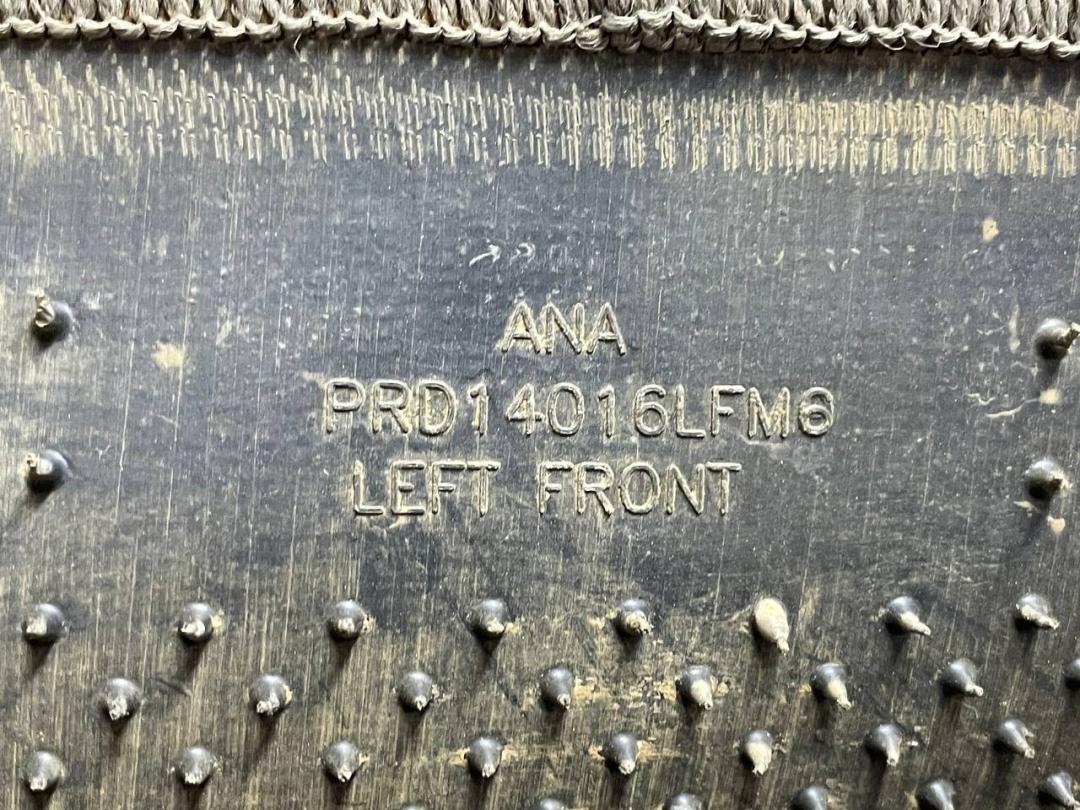 ANA
PRD14016LFM6
LEFT FRONT